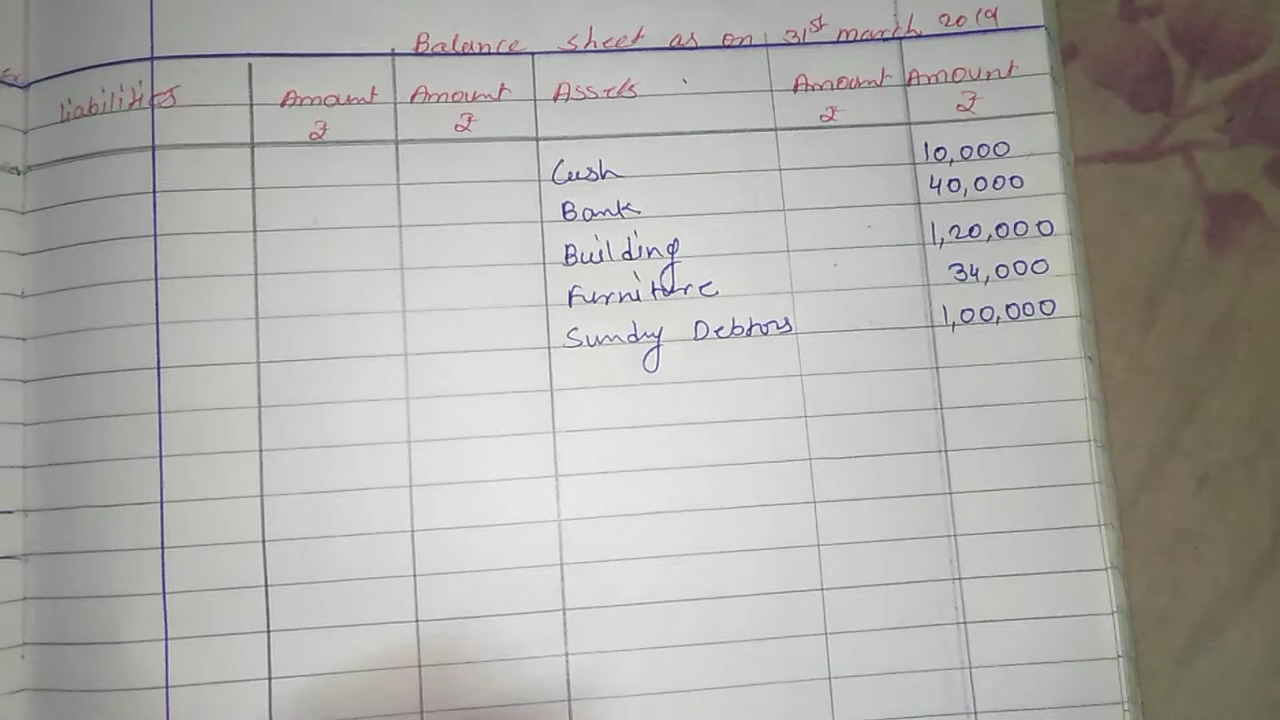 Balance sheet as on 31st march 2019
Liabilities Amount Amount Assets Amount Amount
₹ ₹ ₹ ₹
Cash 10,000
Bank 40,000
Building 1,20,000
Furniture 34,000
Sundry Debtors 1,00,000